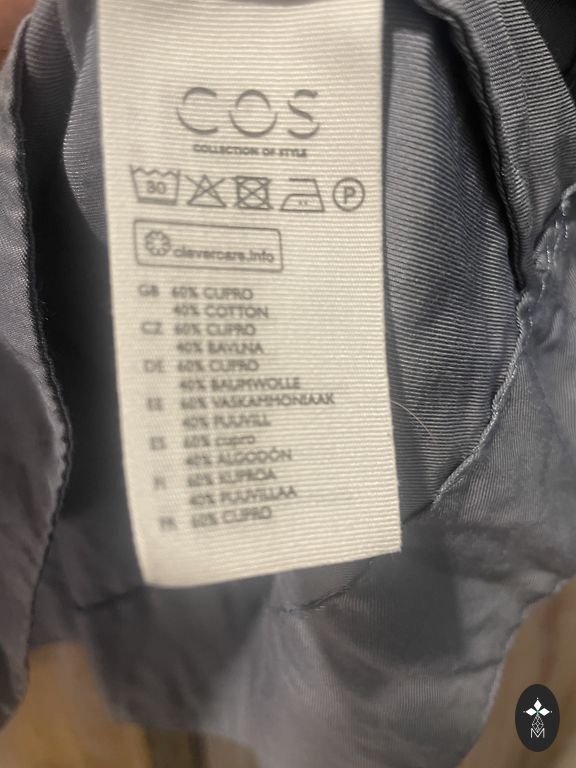 COS
COLLECTION OF STYLE
30
P
clevercare.info
GB 60% CUPRO
40% COTTON
CZ 60% CUPRO
40% BAVLNA
DE 60% CUPRO
40% BAUMWOLLE
EE 60% VASKAMMONIAAK
40% PUUVILL
ES 60% cupro
40% ALGODÓN
FI 60% KUPROA
40% PUUVILLAA
FR 60% CUPRO
M